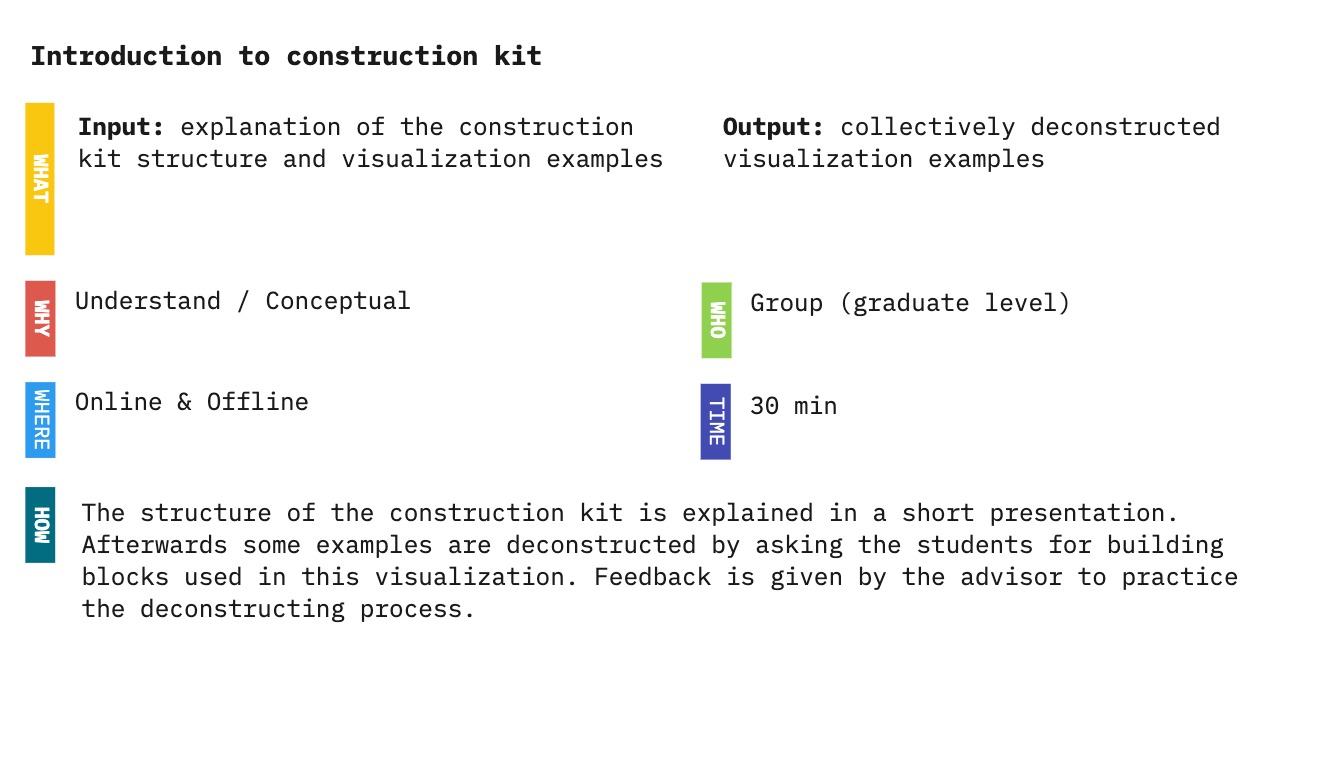 Introduction to construction kit
WHAT
Input: explanation of the construction
kit structure and visualization examples
Output: collectively deconstructed
visualization examples
WHY
Understand / Conceptual
WHO
Group (graduate level)
WHERE
Online & Offline
TIME
30 min
HOW
The structure of the construction kit is explained in a short presentation.
Afterwards some examples are deconstructed by asking the students for building
blocks used in this visualization. Feedback is given by the advisor to practice
the deconstructing process.